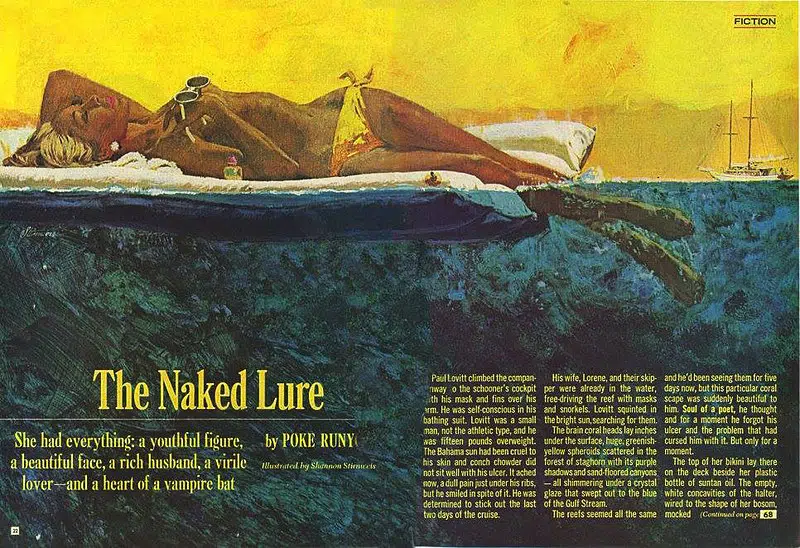 FICTION
The Naked Lure
She had everything: a youthful figure,
a beautiful face, a rich husband, a virile
lover—and a heart of a vampire bat
by POKE RUNY
Illustrated by Shannon Stirnweis
Paul Lovitt climbed the compan-
nway o the schooner's cockpit
th his mask and fins over his
rm. He was self-conscious in his
bathing suit. Lovitt was a small
man, not the athletic type, and he
was fifteen pounds overweight.
The Bahama sun had been cruel to
his skin and conch chowder did
not sit well with his ulcer. It ached
now, a dull pain just under his ribs,
but he smiled in spite of it. He was
determined to stick out the last
two days of the cruise.
His wife, Lorene, and their skip-
per were already in the water,
free-driving the reef with masks
and snorkels. Lovitt squinted in
the bright sun, searching for them.
The brain coral heads lay inches
under the surface, huge, greenish-
yellow spheroids scattered in the
forest of staghorn with its purple
shadows and sand-floored canyons
— all shimmering under a crystal
glaze that swept out to the blue
of the Gulf Stream.
The reefs seemed all the same
and he'd been seeing them for five
days now, but this particular coral
scape was suddenly beautiful to
him. Soul of a poet, he thought
and for a moment he forgot his
ulcer and the problem that had
cursed him with it. But only for a
moment.
The top of her bikini lay there
on the deck beside her plastic
bottle of suntan oil. The empty,
white concavities of the halter,
wired to the shape of her bosom,
mocked (Continued on page 68
22